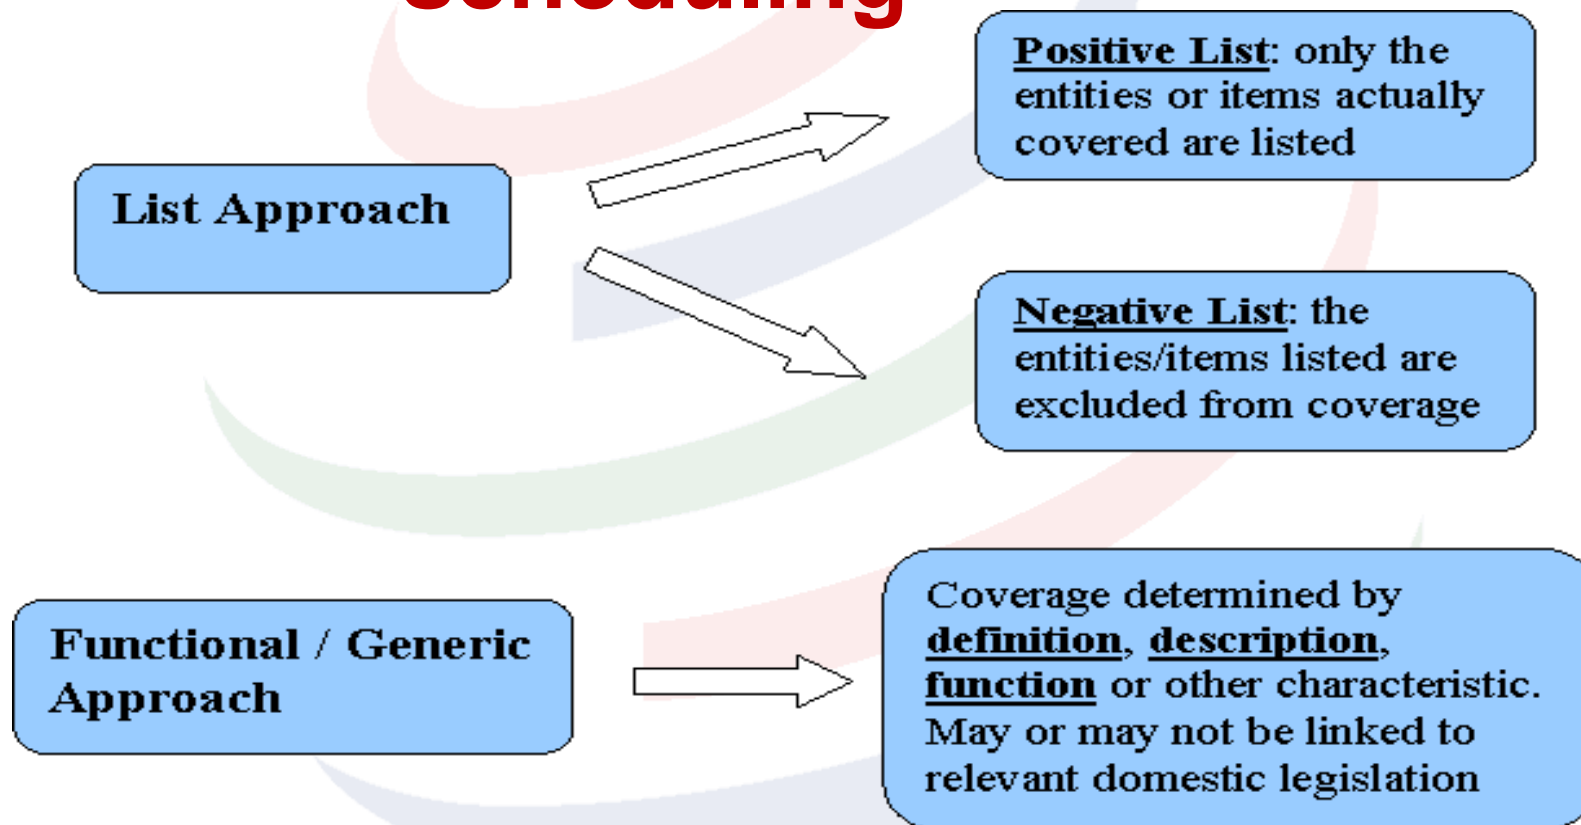 scheduling
Positive List: only the
entities or items actually
covered are listed
List Approach
Negative List: the
entities/items listed are
excluded from coverage
Functional / Generic
Approach
Coverage determined by
definition, description,
function or other characteristic.
May or may not be linked to
relevant domestic legislation